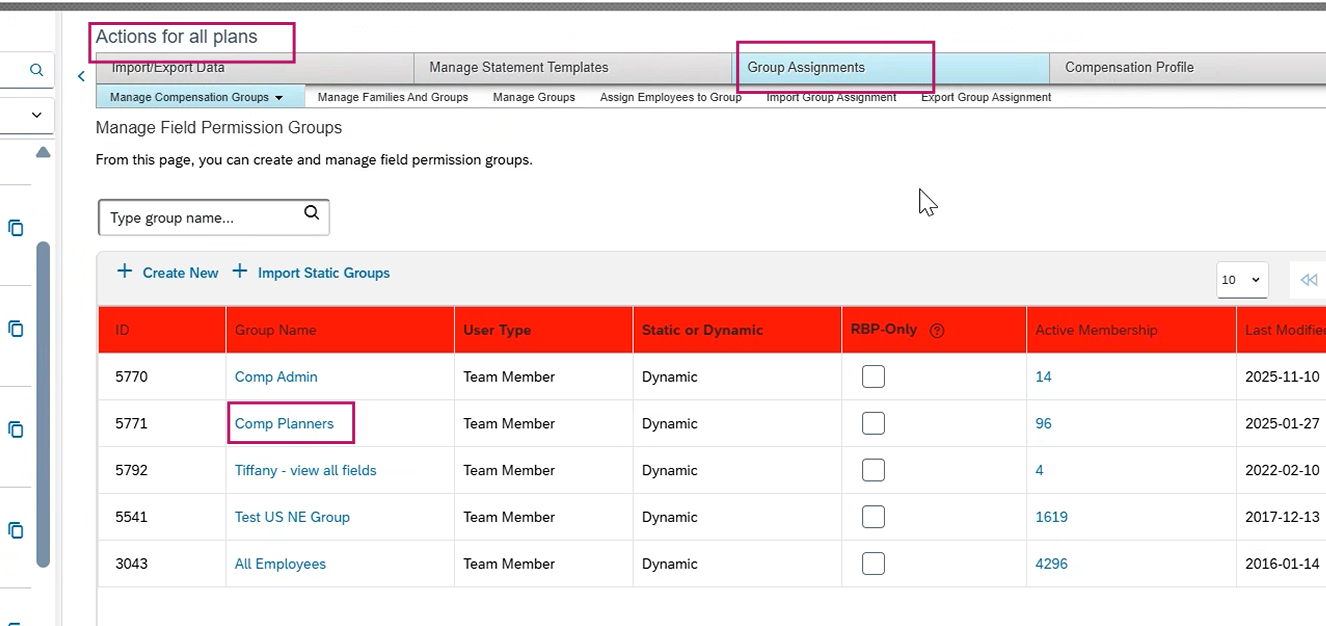 Actions for all plans
Import/Export Data Manage Statement Templates Group Assignments Compensation Profile
Manage Compensation Groups Manage Families And Groups Manage Groups Assign Employees to Group Import Group Assignment Export Group Assignment
Manage Field Permission Groups
From this page, you can create and manage field permission groups.
Type group name...
+ Create New + Import Static Groups 10
ID Group Name User Type Static or Dynamic RBP-Only ? Active Membership Last Modified
5770 Comp Admin Team Member Dynamic 14 2025-11-10
5771 Comp Planners Team Member Dynamic 96 2025-01-27
5792 Tiffany - view all fields Team Member Dynamic 4 2022-02-10
5541 Test US NE Group Team Member Dynamic 1619 2017-12-13
3043 All Employees Team Member Dynamic 4296 2016-01-14